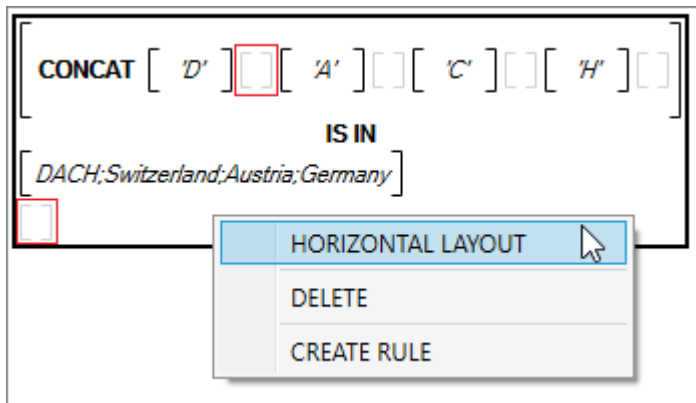 CONCAT [ 'D' ] [ ] [ 'A' ] [ ] [ 'C' ] [ ] [ 'H' ] [ ]
IS IN
[ DACH;Switzerland;Austria;Germany ]
[ ]
HORIZONTAL LAYOUT
DELETE
CREATE RULE